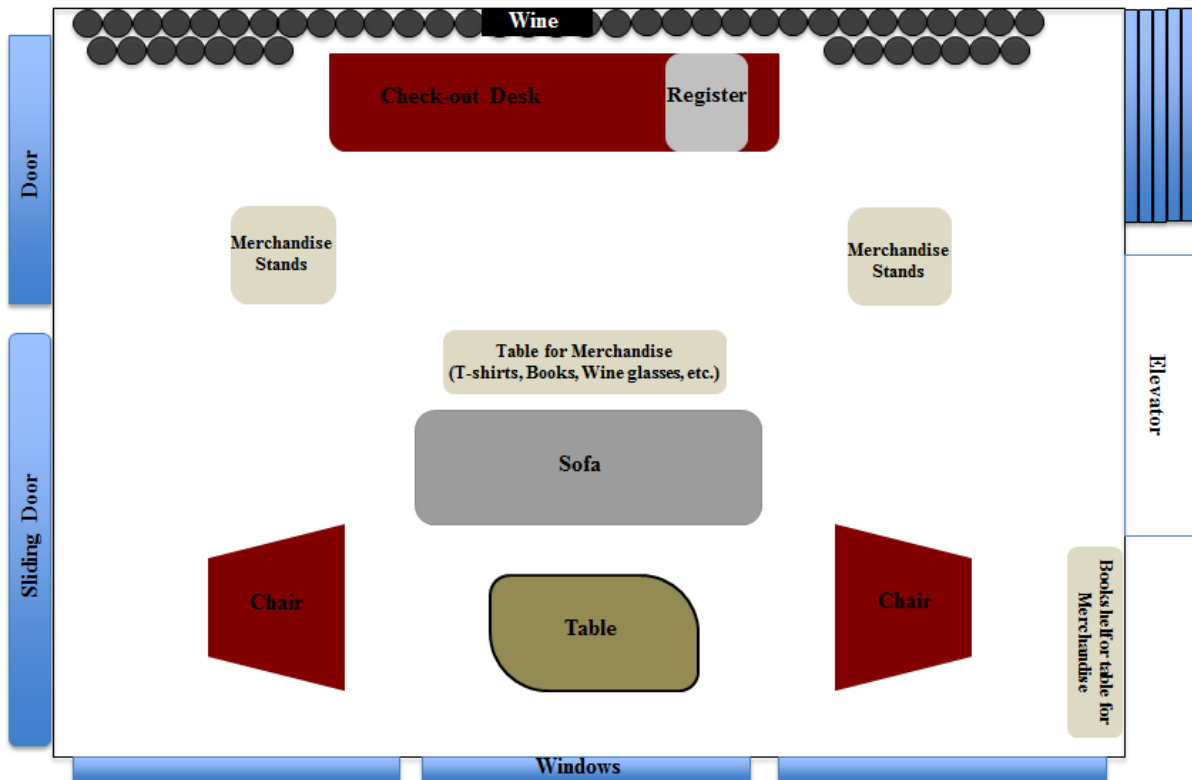 Wine
Check-out Desk
Register
Door
Merchandise
Stands
Merchandise
Stands
Table for Merchandise
(T-shirts, Books, Wine glasses, etc.)
Elevator
Sofa
Sliding Door
Chair
Table
Chair
Bookshelf or table for
Merchandise
Windows